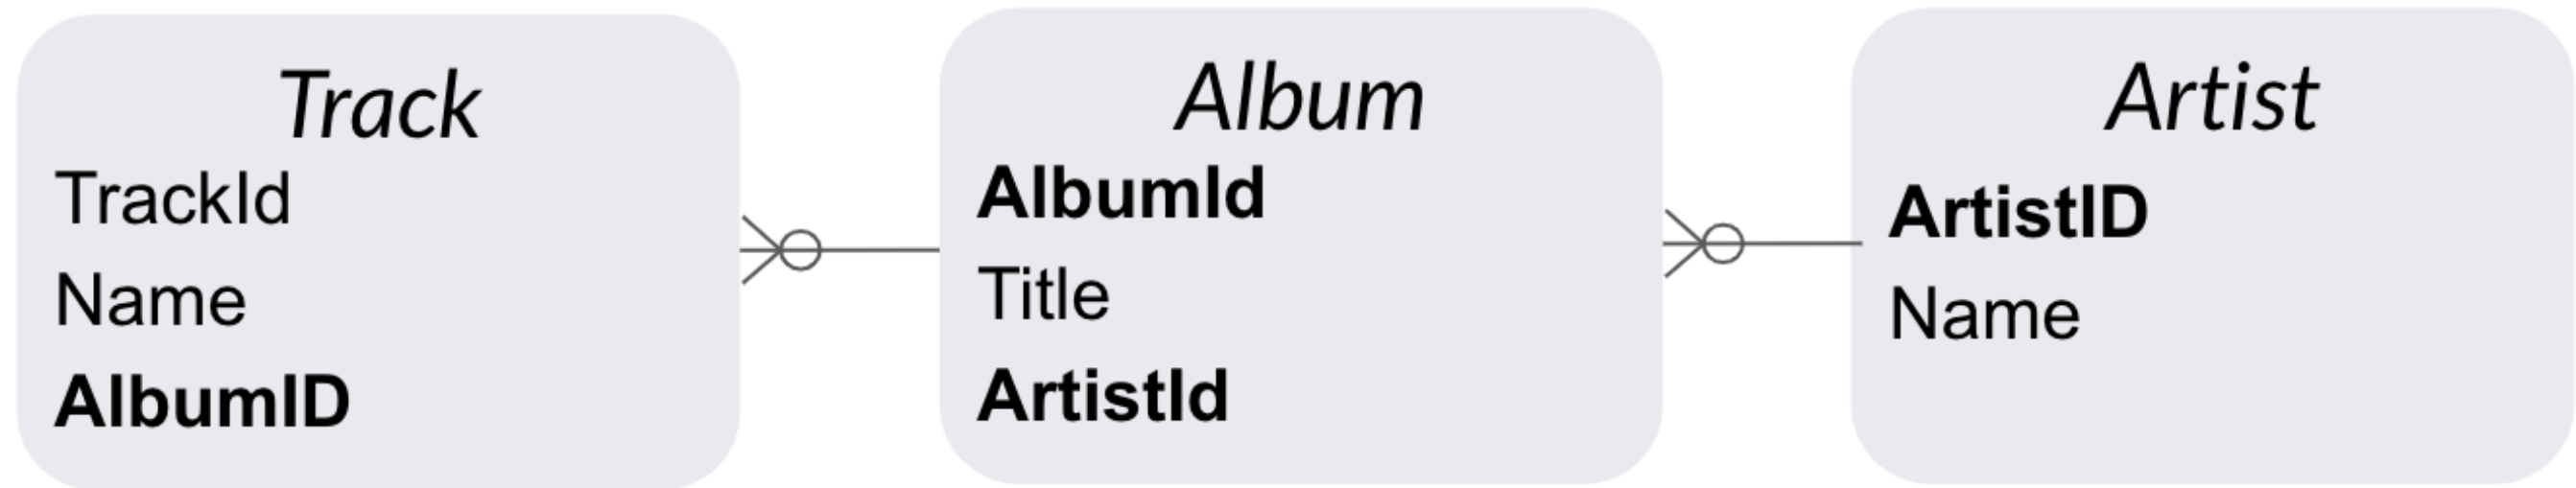 Track
TrackId
Name
AlbumID
Album
AlbumId
Title
ArtistId
Artist
ArtistID
Name